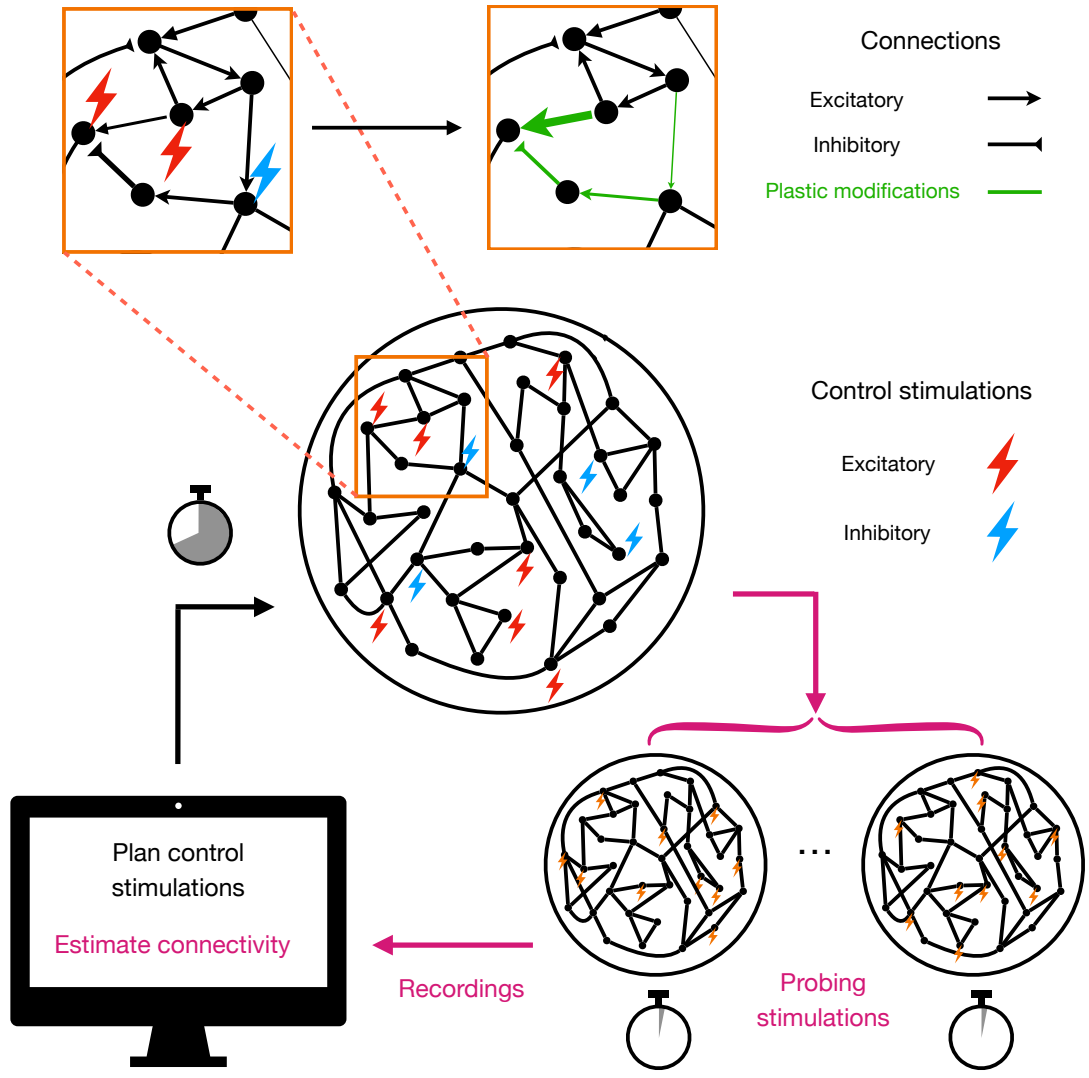 Connections
Excitatory
Inhibitory
Plastic modifications
Control stimulations
Excitatory
Inhibitory
Plan control
stimulations
Estimate connectivity
Recordings
...
Probing
stimulations